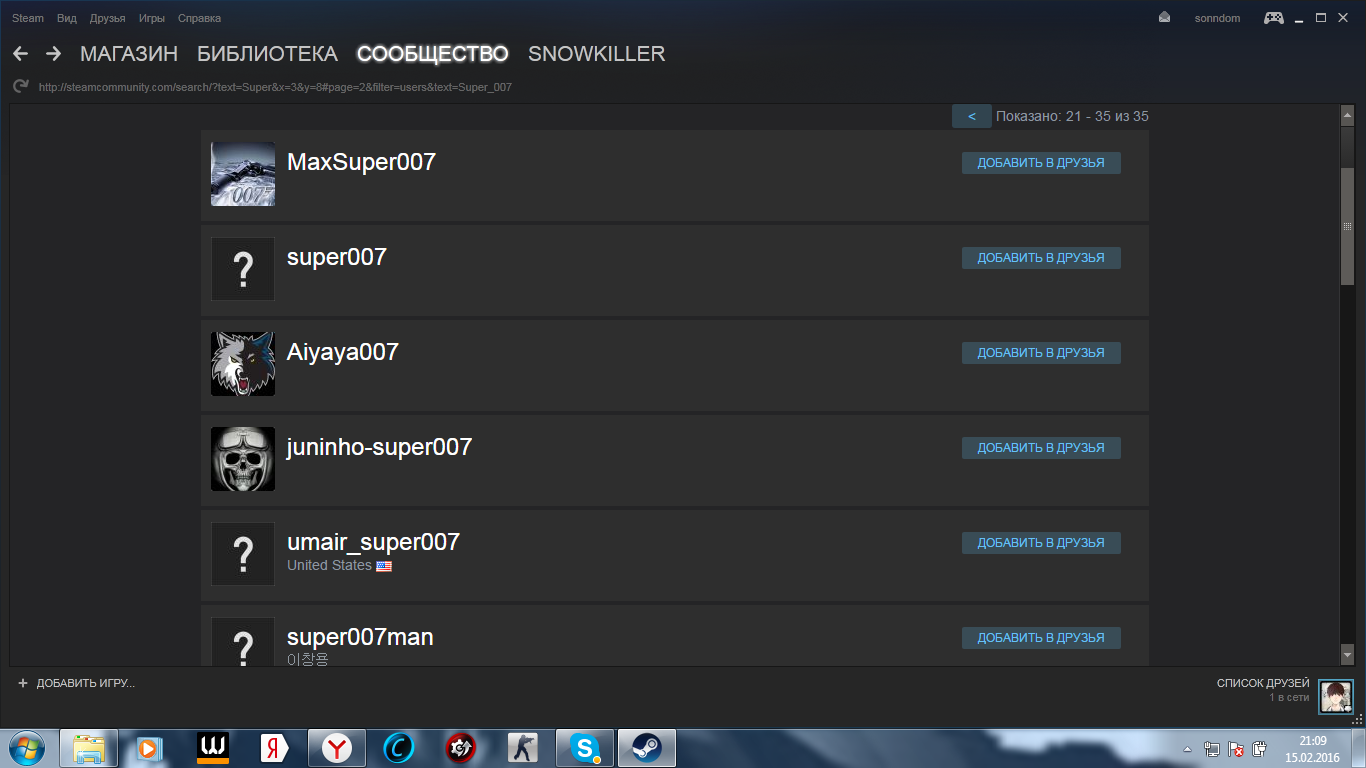 Steam Вид Друзья Игры Справка sonndom
МАГАЗИН БИБЛИОТЕКА СООБЩЕСТВО SNOWKILLER
http://steamcommunity.com/search/?text=Super&x=3&y=8#page=2&filter=users&text=Super_007
< Показано: 21 - 35 из 35
MaxSuper007 ДОБАВИТЬ В ДРУЗЬЯ
007
? super007 ДОБАВИТЬ В ДРУЗЬЯ
Aiyaya007 ДОБАВИТЬ В ДРУЗЬЯ
juninho-super007 ДОБАВИТЬ В ДРУЗЬЯ
? umair_super007 ДОБАВИТЬ В ДРУЗЬЯ
United States
? super007man ДОБАВИТЬ В ДРУЗЬЯ
이창용
+ ДОБАВИТЬ ИГРУ... СПИСОК ДРУЗЕЙ
1 в сети
W Я Y C S 21:09
15.02.2016